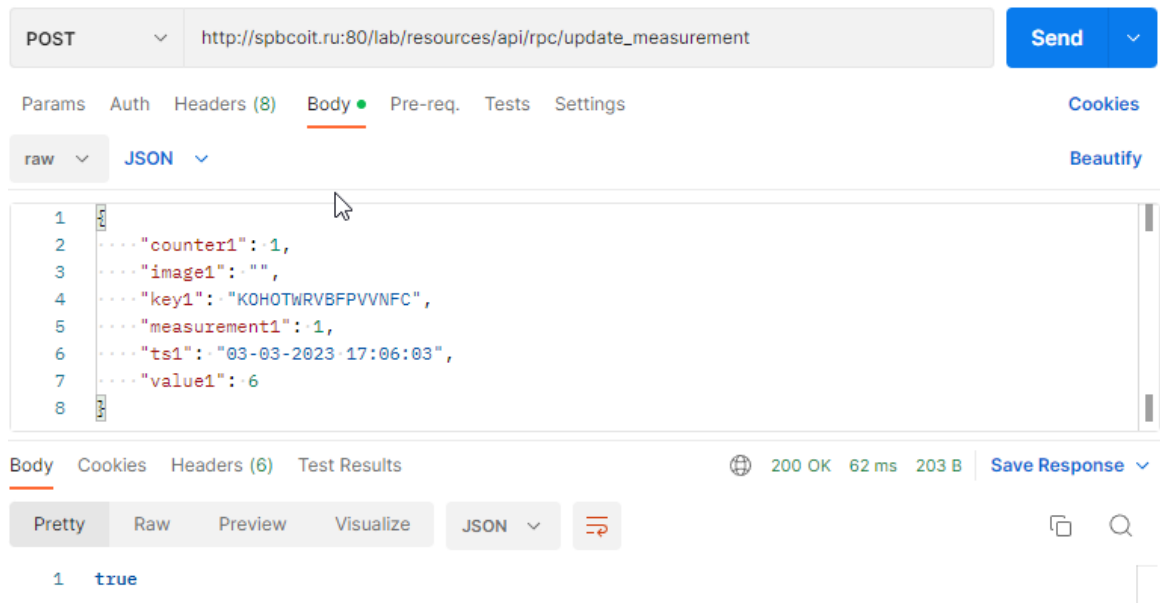 POST http://spbcoit.ru:80/lab/resources/api/rpc/update_measurement Send
Params Auth Headers (8) Body Pre-req. Tests Settings Cookies
raw JSON Beautify
1 {
2 "counter1": 1,
3 "image1": "",
4 "key1": "KOHOTWRVBFPVVNFC",
5 "measurement1": 1,
6 "ts1": "03-03-2023 17:06:03",
7 "value1": 6
8 }
Body Cookies Headers (6) Test Results 200 OK 62 ms 203 B Save Response
Pretty Raw Preview Visualize JSON
1 true